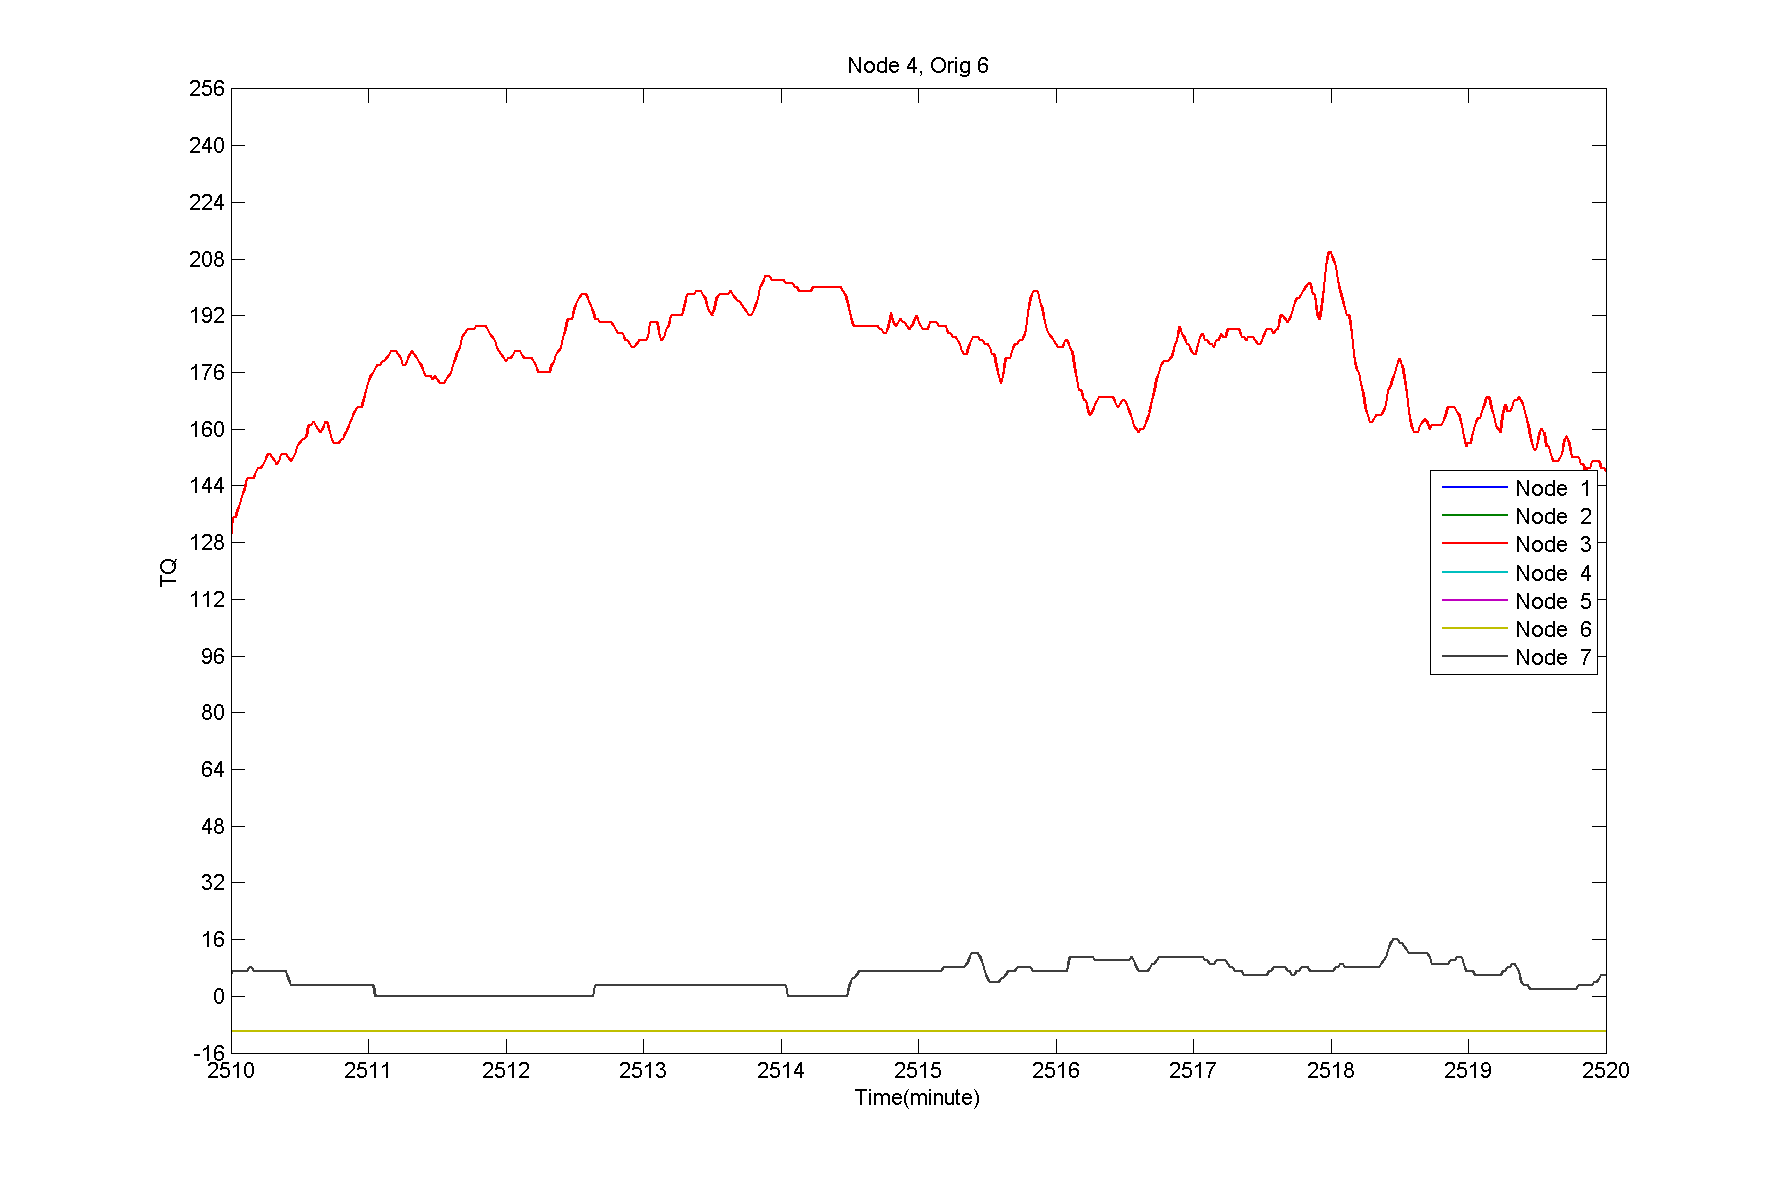 Node 4, Orig 6
256
240
224
208
192
176
160
144
128
112
96
80
64
48
32
16
0
-16
TQ
Node 1
Node 2
Node 3
Node 4
Node 5
Node 6
Node 7
2510 2511 2512 2513 2514 2515 2516 2517 2518 2519 2520
Time(minute)